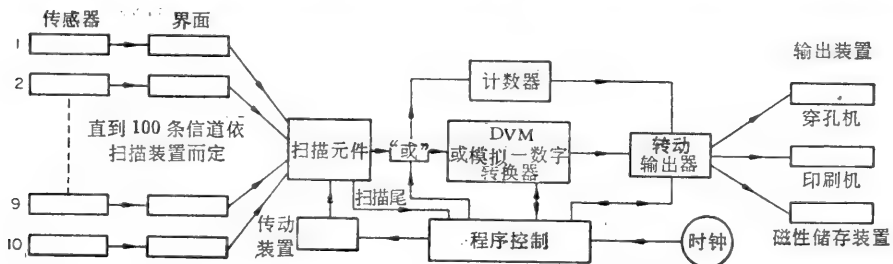 传感器
界面
1
2
直到 100 条信道依
扫描装置而定
9
10
扫描元件
“或”
计数器
DVM
或模拟一数字
转换器
转动
输出器
输出装置
穿孔机
印刷机
磁性储存装置
扫描尾
传动
装置
程序控制
时钟